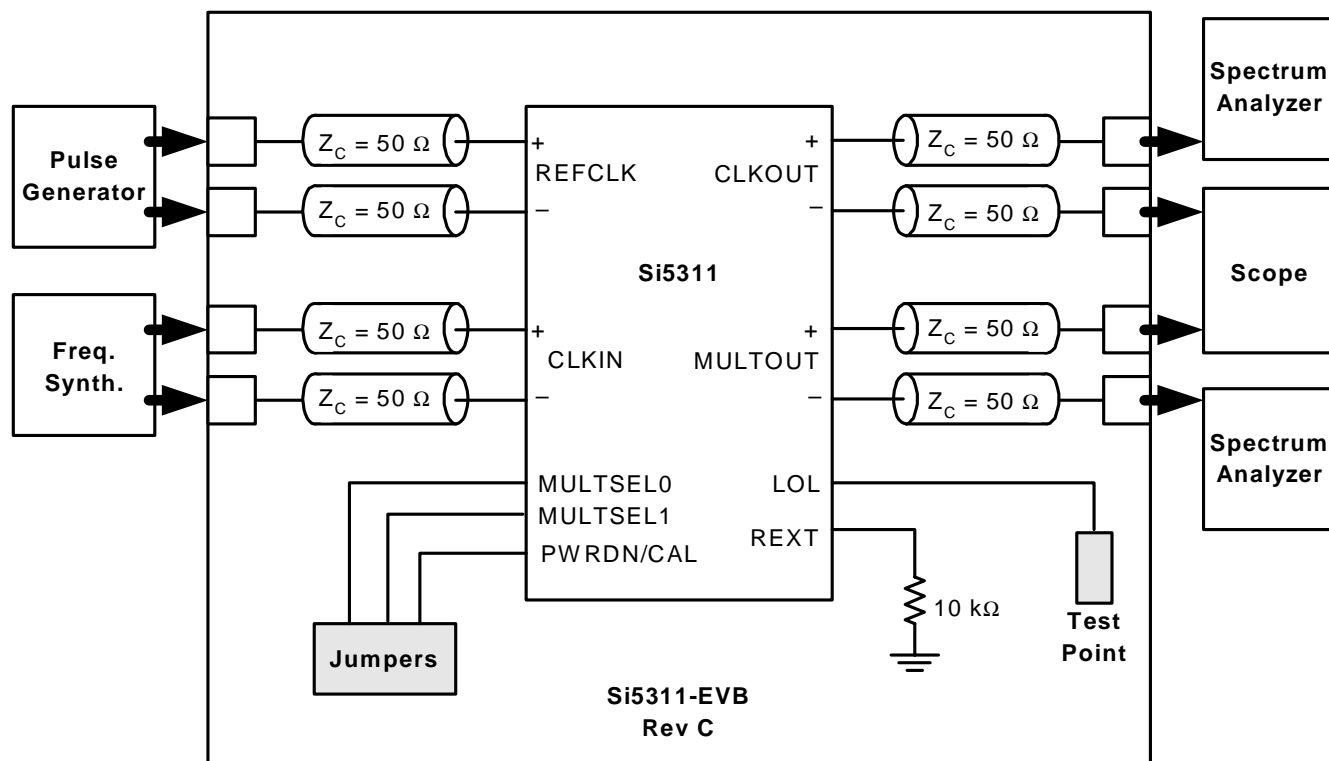 Spectrum
Analyzer
Pulse
Generator
Z_C = 50 Ω
Z_C = 50 Ω
+
REFCLK
−
+
CLKOUT
−
Z_C = 50 Ω
Z_C = 50 Ω
Si5311
Scope
Freq.
Synth.
Z_C = 50 Ω
Z_C = 50 Ω
+
CLKIN
−
+
MULTOUT
−
Z_C = 50 Ω
Z_C = 50 Ω
Spectrum
Analyzer
MULTSEL0
MULTSEL1
PWRDN/CAL
LOL
REXT
10 kΩ
Test
Point
Jumpers
Si5311-EVB
Rev C